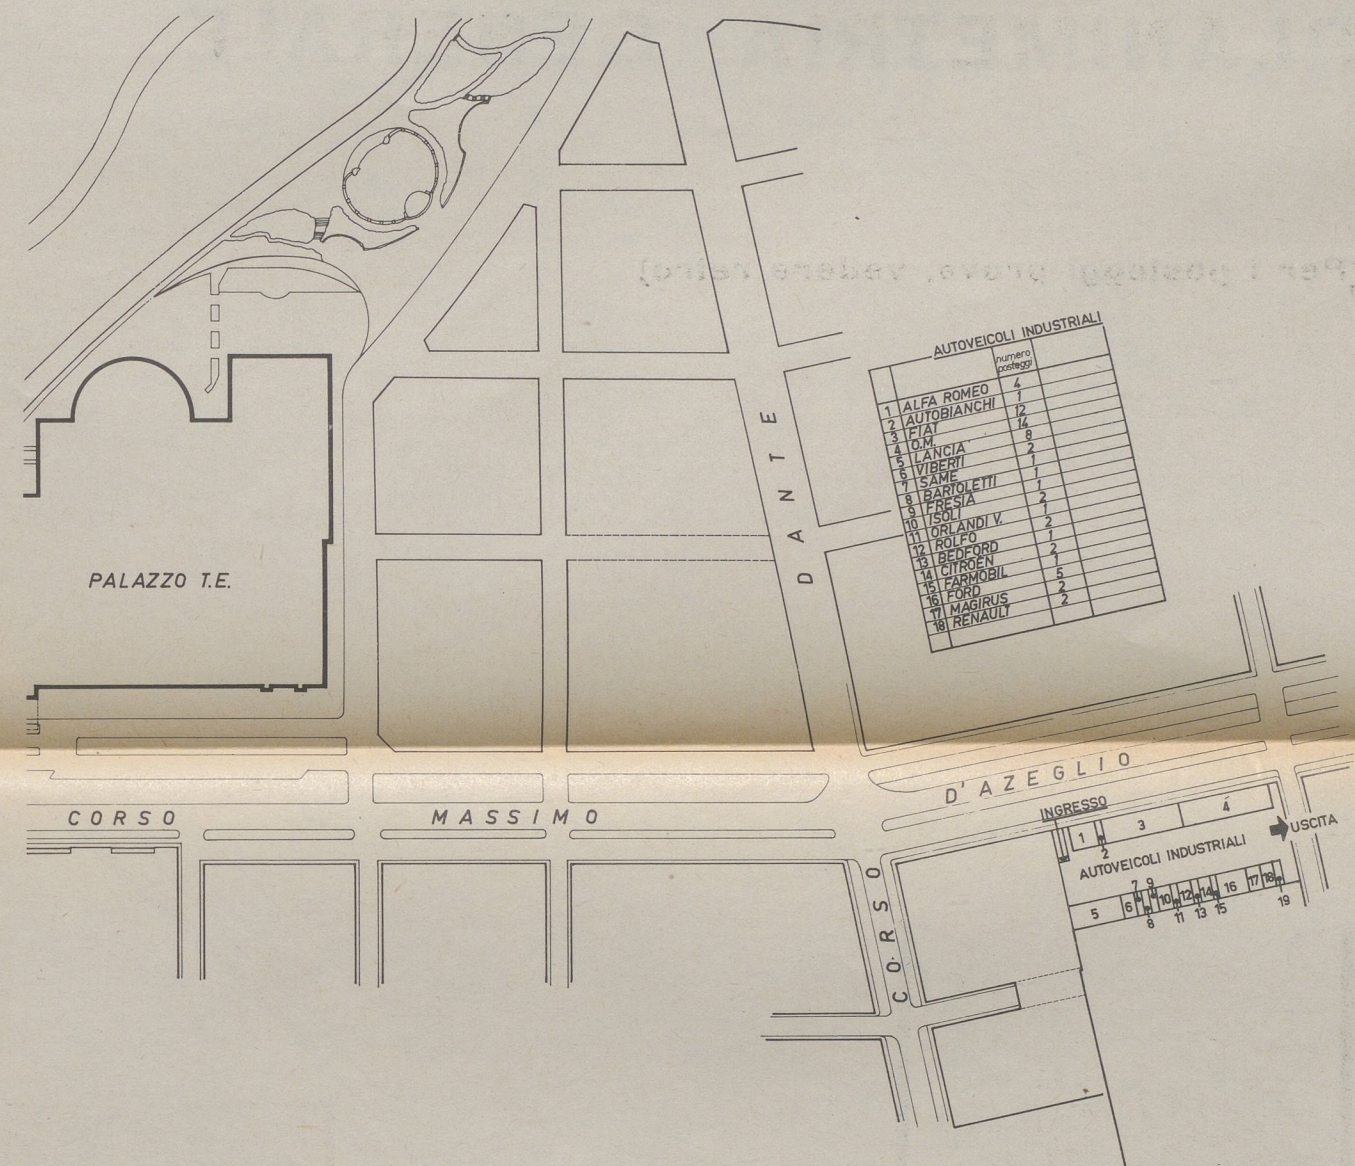 AUTOVEICOLI INDUSTRIALI
numero
posteggi
1 ALFA ROMEO 4
2 AUTOBIANCHI 1
3 FIAT 12
4 O.M. 14
5 LANCIA 8
6 VIBERTI 2
7 SAME 1
8 BARTOLETTI 1
9 FRESIA 1
10 ISOLI 2
11 ORLANDI V. 1
12 ROLFO 2
13 BEDFORD 2
14 CITROËN 1
15 FARMOBIL
16 FORD 5
17 MAGIRUS 2
18 RENAULT 2
PALAZZO T.E.
CORSO MASSIMO D'AZEGLIO
CORSO DANTE
INGRESSO
1 2 3 4
USCITA
AUTOVEICOLI INDUSTRIALI
7 9
5 6 10 12 14 16 17 18
8 11 13 15 19